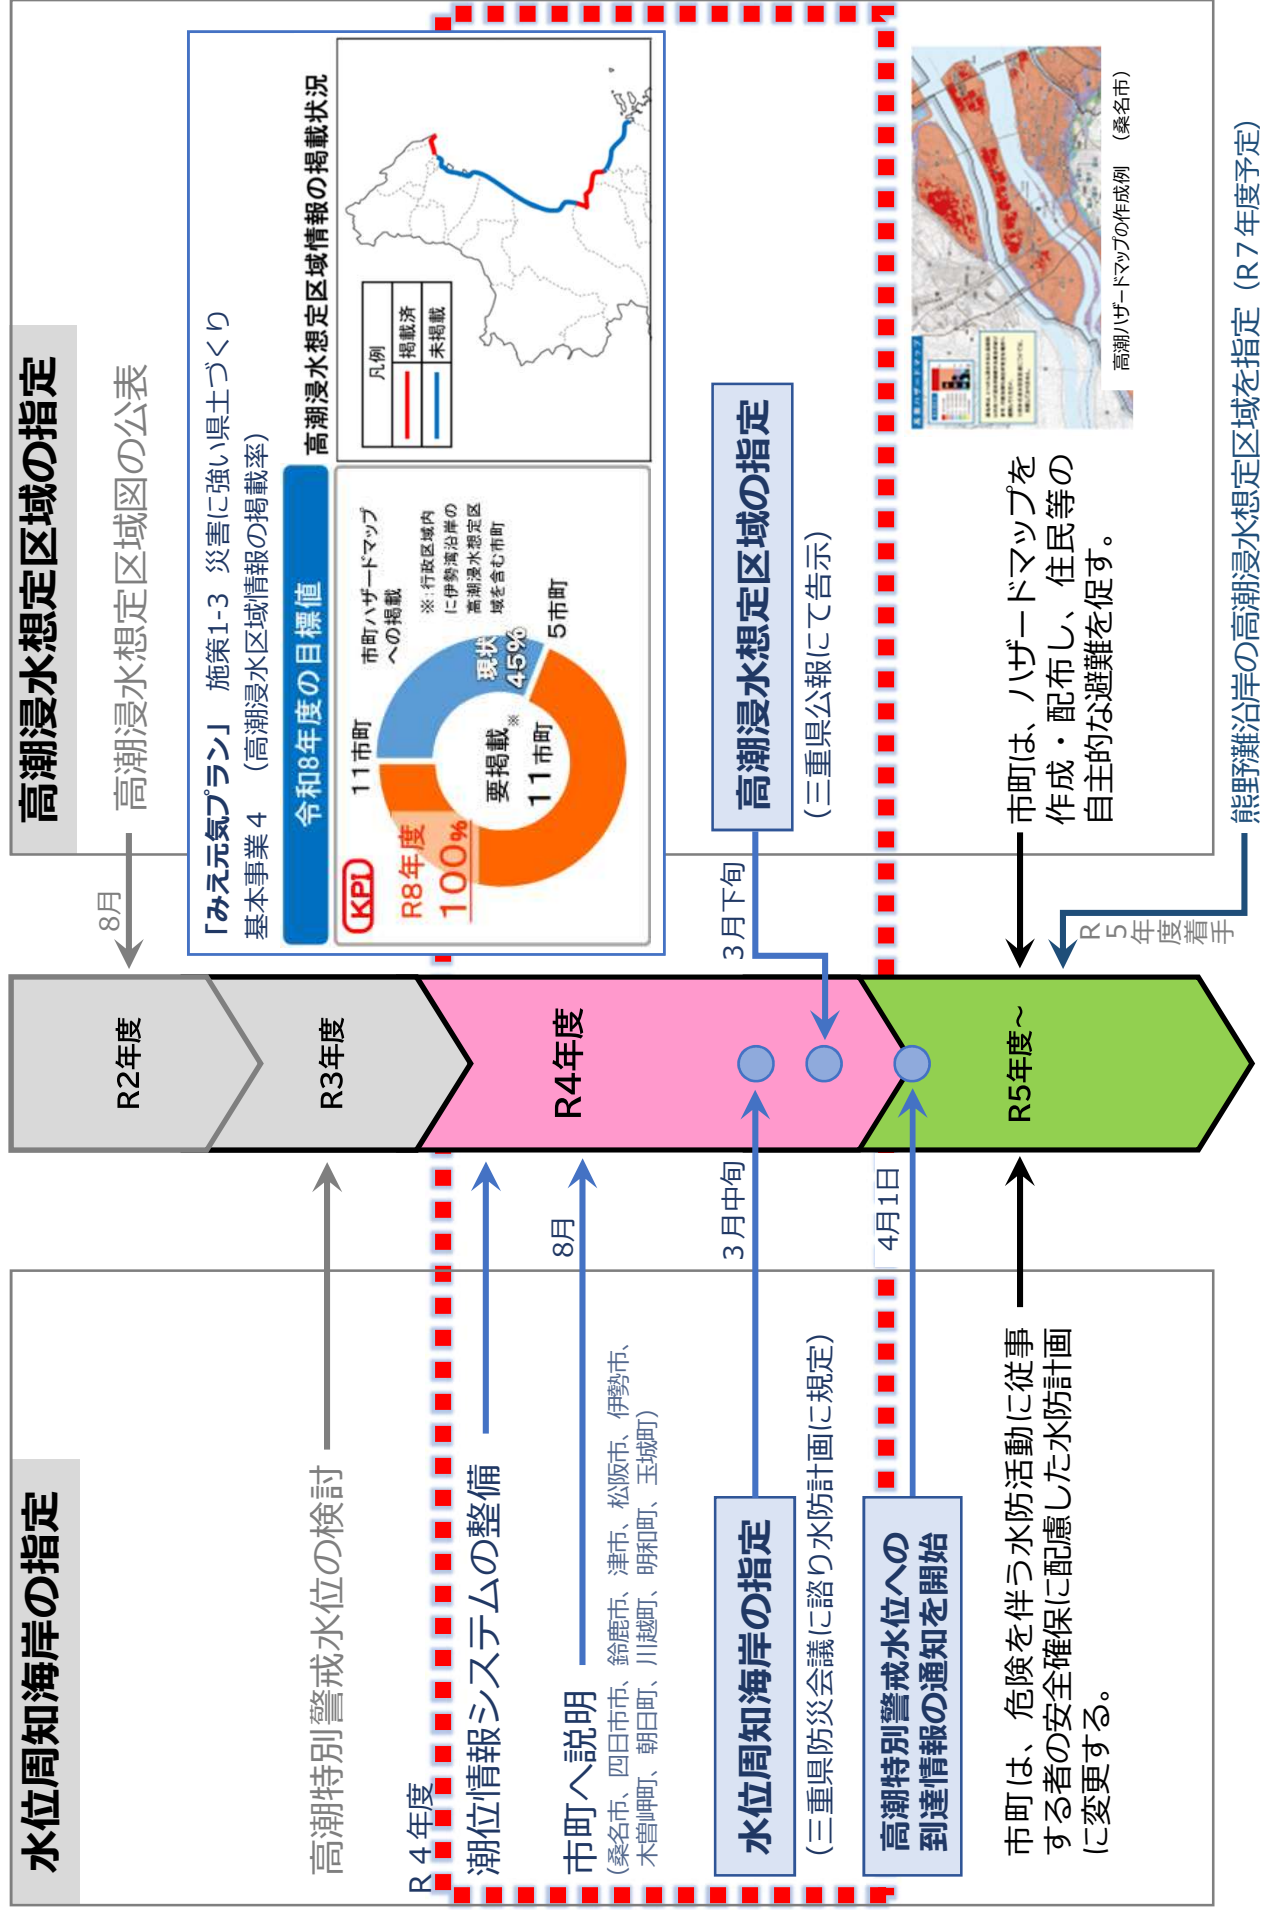 水位周知海岸の指定
高潮特別警戒水位の検討
R４年度
潮位情報システムの整備
市町へ説明
8月
（桑名市、四日市市、鈴鹿市、津市、松阪市、伊勢市、
木曽岬町、朝日町、川越町、明和町、玉城町）
水位周知海岸の指定
３月中旬
（三重県防災会議に諮り水防計画に規定）
高潮特別警戒水位への
到達情報の通知を開始
4月1日
市町は、危険を伴う水防活動に従事
する者の安全確保に配慮した水防計画
に変更する。
R2年度
R3年度
R4年度
R5年度～
高潮浸水想定区域の指定
8月
高潮浸水想定区域図の公表
「みえ元気プラン」 施策1-3 災害に強い県土づくり
基本事業４ （高潮浸水区域情報の掲載率）
令和8年度の目標値
KPI
R8年度
100%
11市町
市町ハザードマップ
への掲載
※:行政区域内
に伊勢湾沿岸の
高潮浸水想定区
域を含む市町
要掲載※
11市町
現状
45%
5市町
高潮浸水想定区域情報の掲載状況
凡例
掲載済
未掲載
３月下旬
高潮浸水想定区域の指定
（三重県公報にて告示）
市町は、ハザードマップを
作成・配布し、住民等の
自主的な避難を促す。
高潮ハザードマップの作成例 （桑名市）
R５年度着手
熊野灘沿岸の高潮浸水想定区域を指定（R７年度予定）